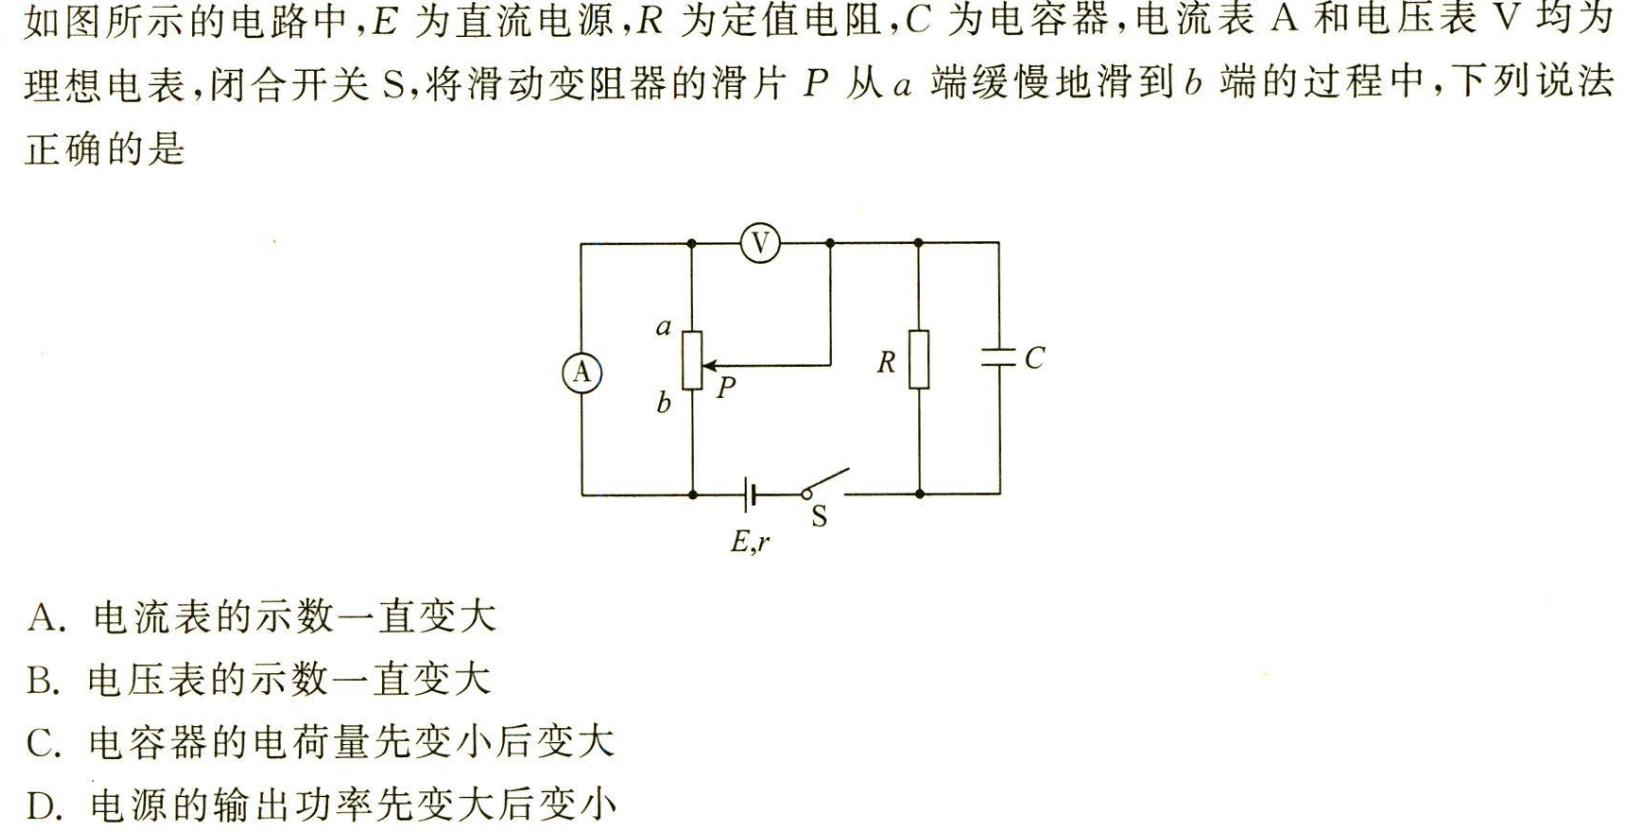 如图所示的电路中,E 为直流电源,R 为定值电阻,C 为电容器,电流表 A 和电压表 V 均为
理想电表,闭合开关 S,将滑动变阻器的滑片 P 从 a 端缓慢地滑到 b 端的过程中,下列说法
正确的是
V
a
A
R
C
b
P
S
E,r
A. 电流表的示数一直变大
B. 电压表的示数一直变大
C. 电容器的电荷量先变小后变大
D. 电源的输出功率先变大后变小